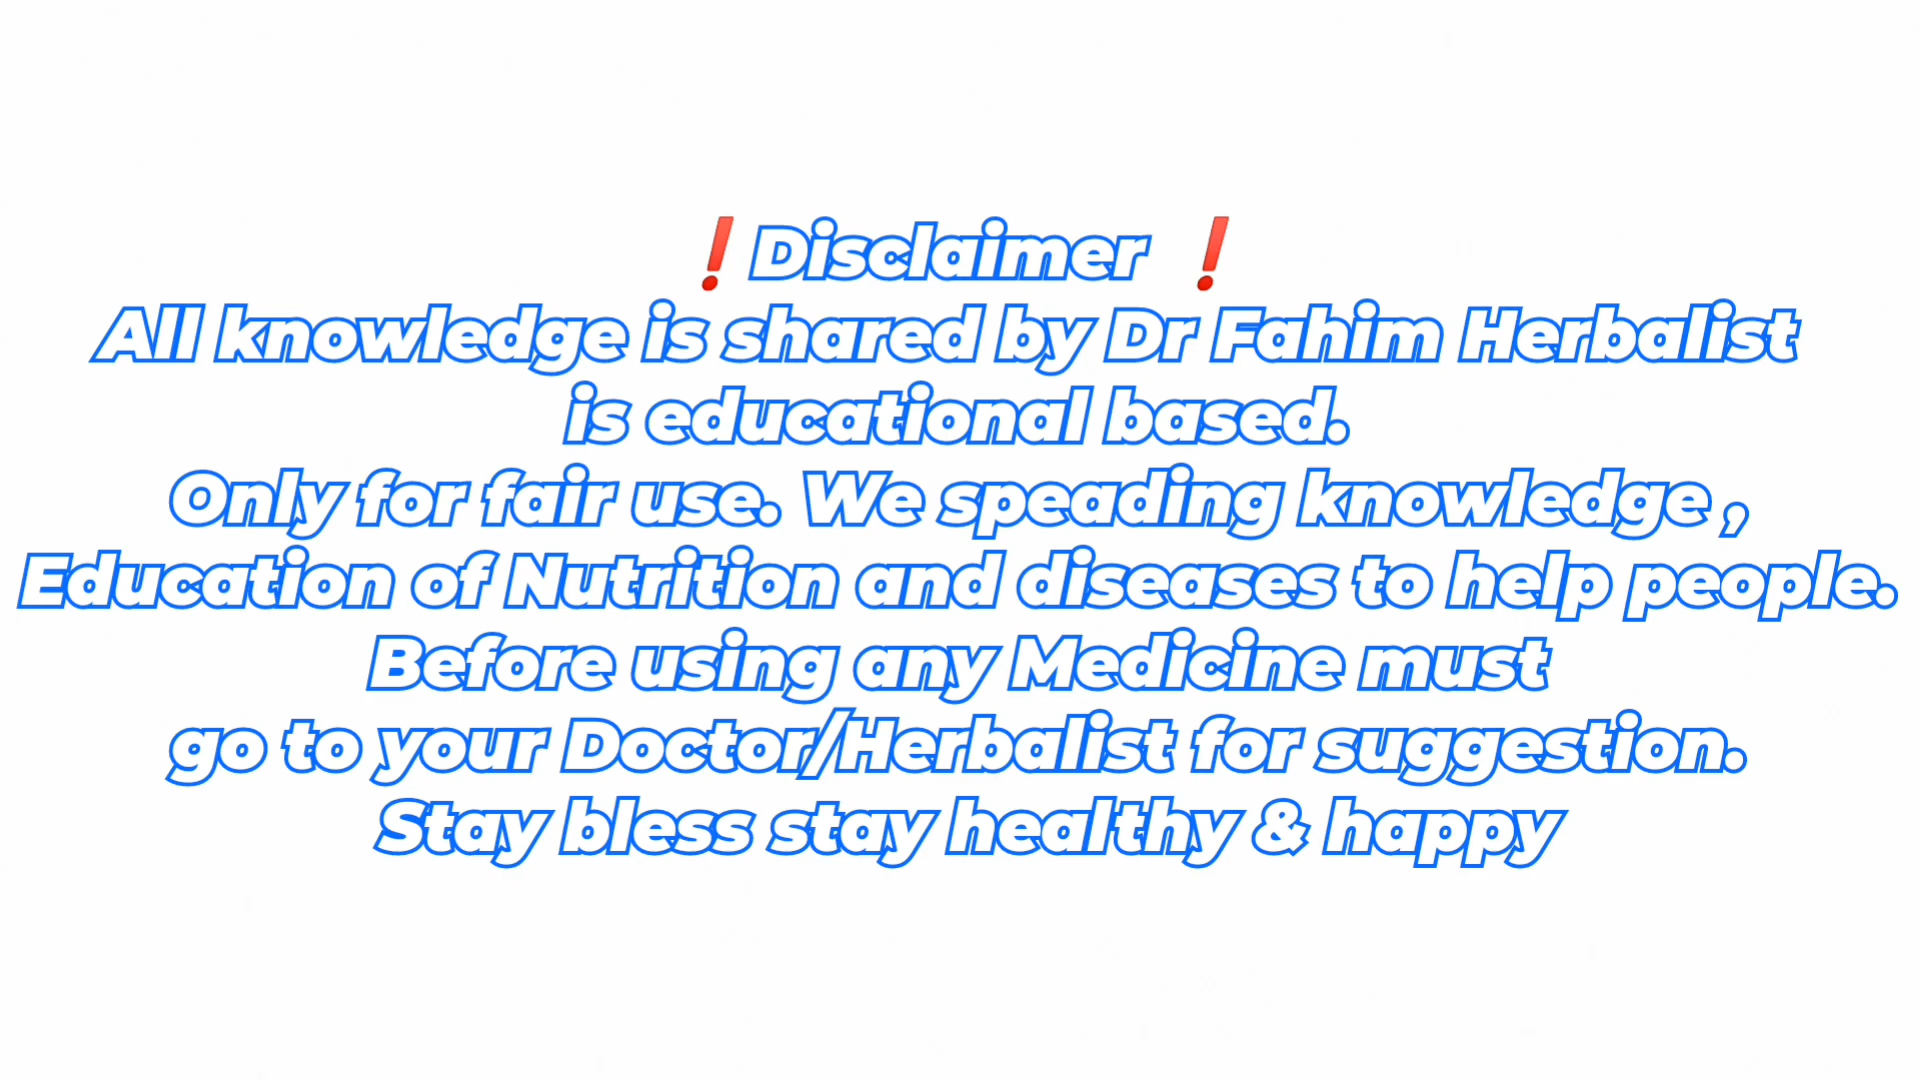 ❗Disclaimer ❗
All knowledge is shared by Dr Fahim Herbalist
is educational based.
Only for fair use. We speading knowledge ,
Education of Nutrition and diseases to help people.
Before using any Medicine must
go to your Doctor/Herbalist for suggestion.
Stay bless stay healthy & happy